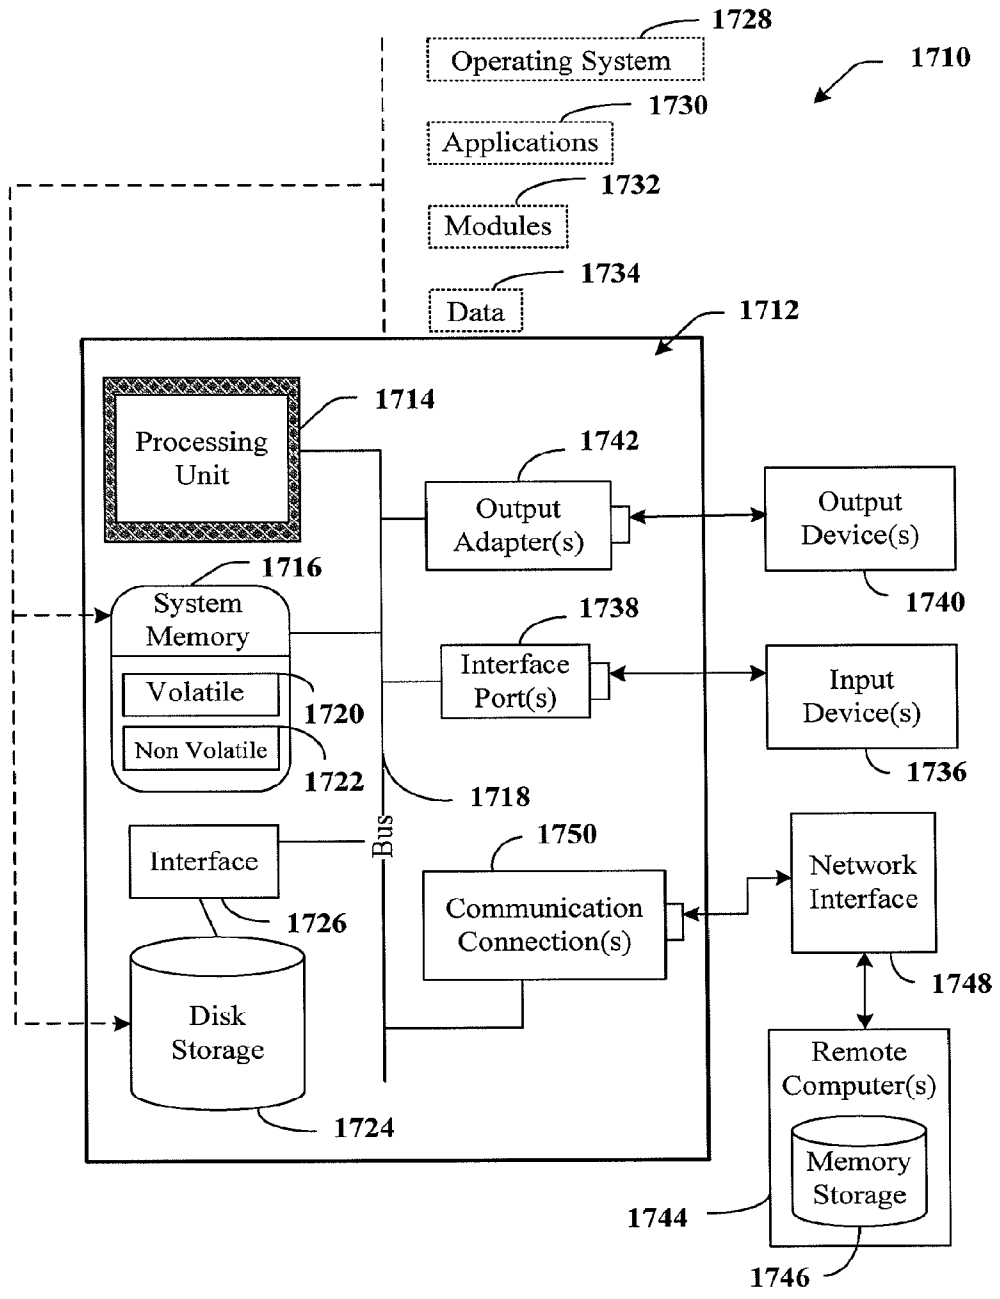 1728
Operating System
1710
1730
Applications
1732
Modules
1734
Data
1712
1714
Processing
Unit
1742
Output
Adapter(s)
Output
Device(s)
1740
1716
System
Memory
Volatile
1720
Non Volatile
1722
1738
Interface
Port(s)
Input
Device(s)
1736
1718
Bus
Interface
1726
1750
Communication
Connection(s)
Network
Interface
1748
Disk
Storage
1724
Remote
Computer(s)
Memory
Storage
1744
1746